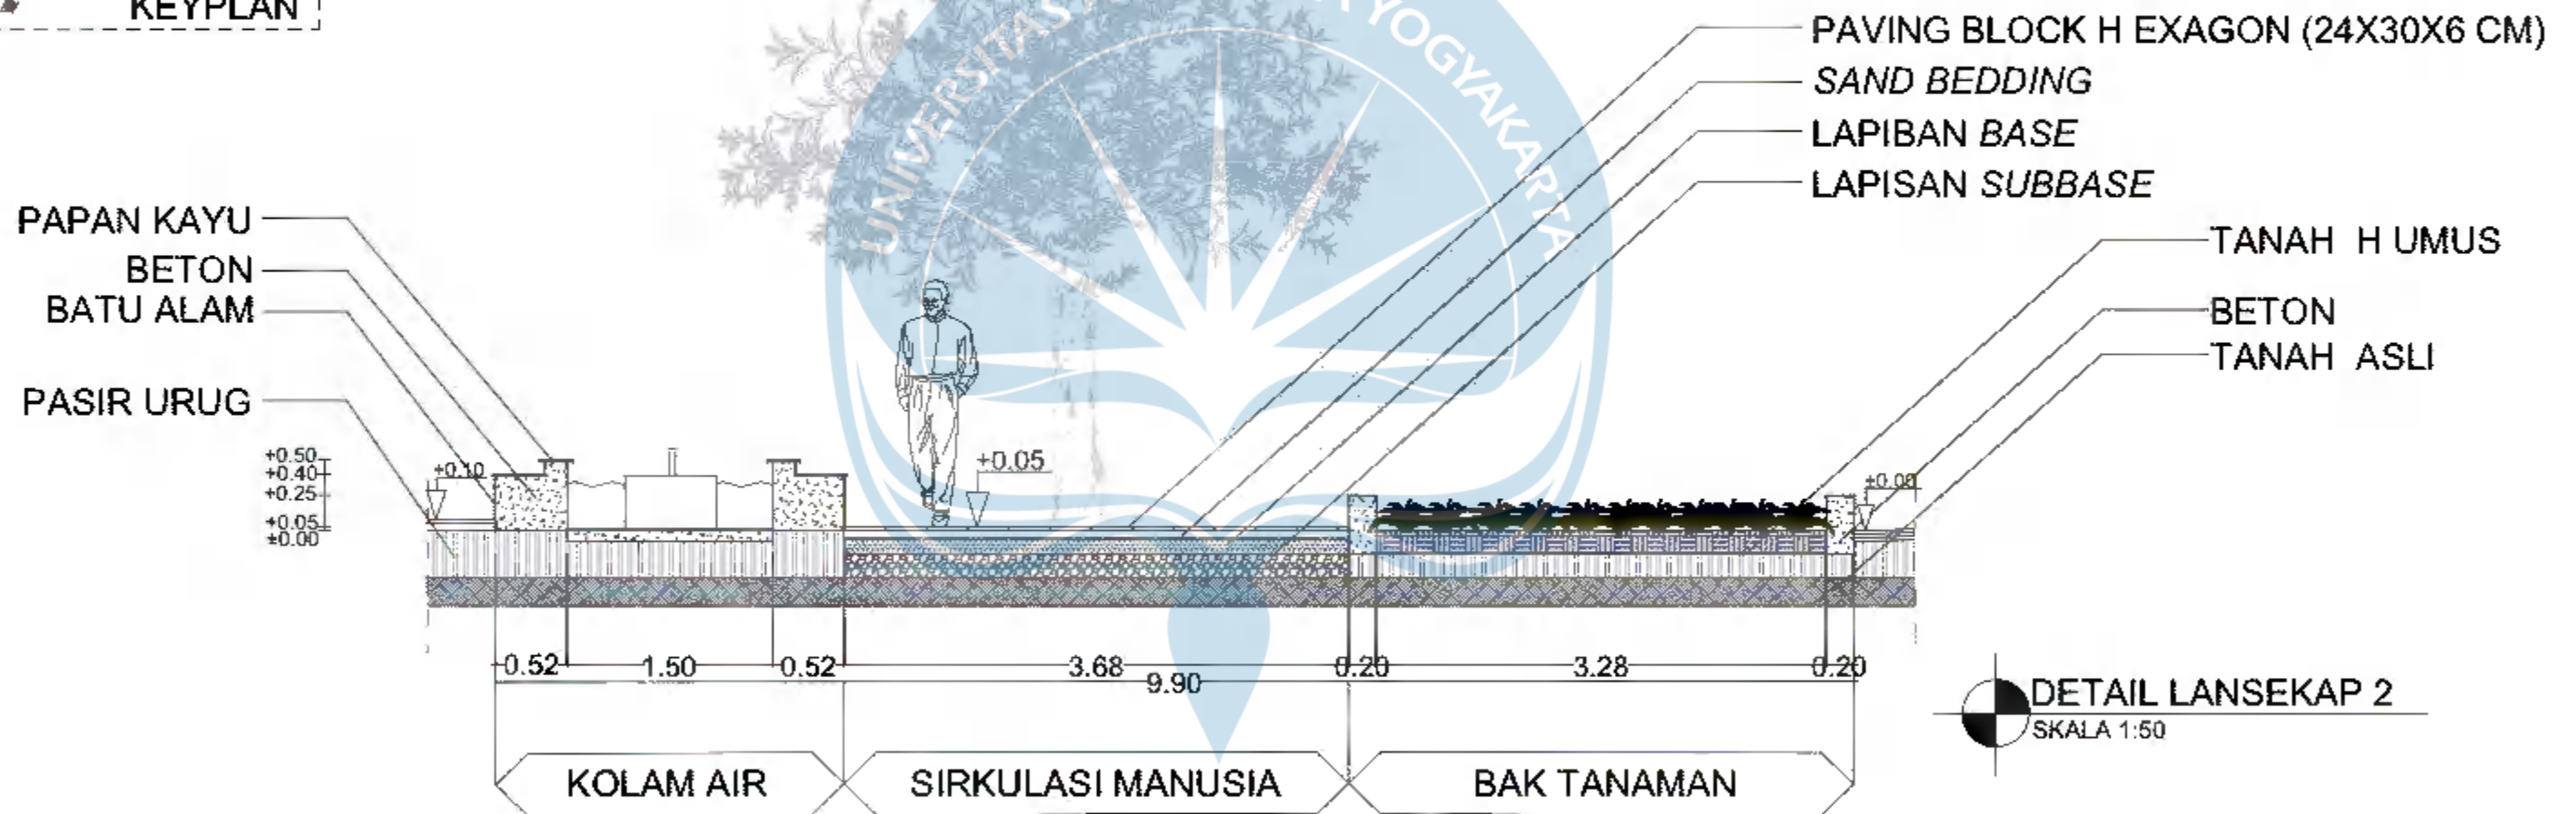 KEYPLAN
UNIVERSITAS
YOGYAKARTA
PAVING BLOCK H EXAGON (24X30X6 CM)
SAND BEDDING
LAPIBAN BASE
LAPISAN SUBBASE
PAPAN KAYU
BETON
BATU ALAM
PASIR URUG
TANAH H UMUS
BETON
TANAH ASLI
+0.50
+0.40
+0.25
+0.05
±0.00
+0.10
+0.05
+0.00
0.52 1.50 0.52 3.68 0.20 3.28 0.20
9.90
DETAIL LANSEKAP 2
SKALA 1:50
KOLAM AIR
SIRKULASI MANUSIA
BAK TANAMAN